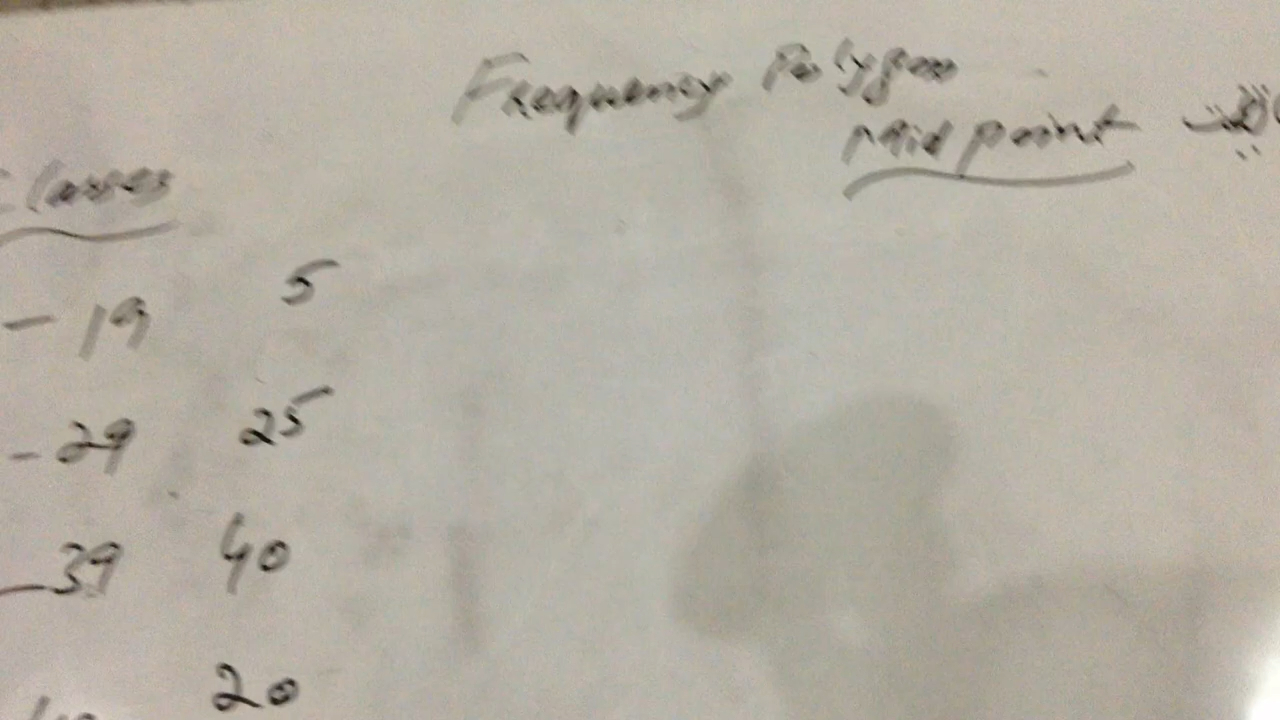 Frequency Polygon
Mid point
Classes
- 19 5
- 29 25
- 39 40
20